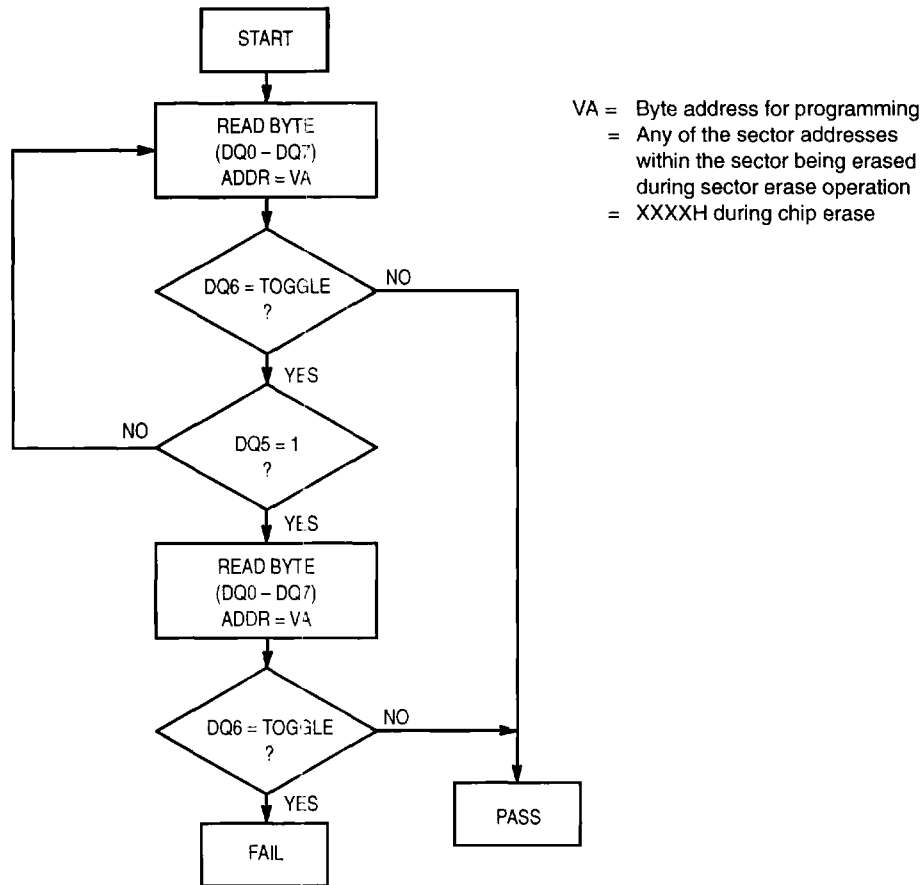 START
READ BYTE
(DQ0 – DQ7)
ADDR = VA
DQ6 = TOGGLE
?
NO
YES
DQ5 = 1
?
NO
YES
READ BYTE
(DQ0 – DQ7)
ADDR = VA
DQ6 = TOGGLE
?
NO
YES
FAIL
PASS
VA = Byte address for programming
= Any of the sector addresses
within the sector being erased
during sector erase operation
= XXXXH during chip erase